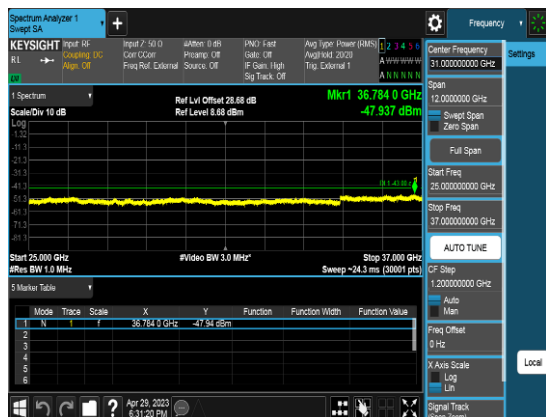 Spectrum Analyzer 1
Swept SA
+
Frequency
KEYSIGHT
RL
Input: RF
Coupling: DC
Align: Off
Input Z: 50 Ω
Corr CCorr
Freq Ref: External
#Atten: 0 dB
Preamp: Off
Source: Off
PNO: Fast
Gate: Off
IF Gain: High
Sig Track: Off
Avg Type: Power (RMS)
Avg|Hold: 20/20
Trig: External 1
1 2 3 4 5 6
A W W W W W
A N N N N N
Center Frequency
31.000000000 GHz
Settings
Span
12.0000000 GHz
Swept Span
Zero Span
Full Span
Start Freq
25.000000000 GHz
Stop Freq
37.000000000 GHz
AUTO TUNE
CF Step
1.200000000 GHz
Auto
Man
Freq Offset
0 Hz
X Axis Scale
Log
Lin
Local
Signal Track
1 Spectrum
Scale/Div 10 dB
Ref Lvl Offset 28.68 dB
Ref Level 8.68 dBm
Mkr1 36.784 0 GHz
-47.937 dBm
Log
-1.32
-11.3
-21.3
-31.3
-41.3
-51.3
-61.3
-71.3
-81.3
Start 25.000 GHz
#Res BW 1.0 MHz
#Video BW 3.0 MHz*
Stop 37.000 GHz
Sweep ~24.3 ms (30001 pts)
5 Marker Table
Mode Trace Scale X Y Function Function Width Function Value
1 N 1 f 36.784 0 GHz -47.94 dBm
2
3
4
5
6
?
Apr 29, 2023
6:31:20 PM